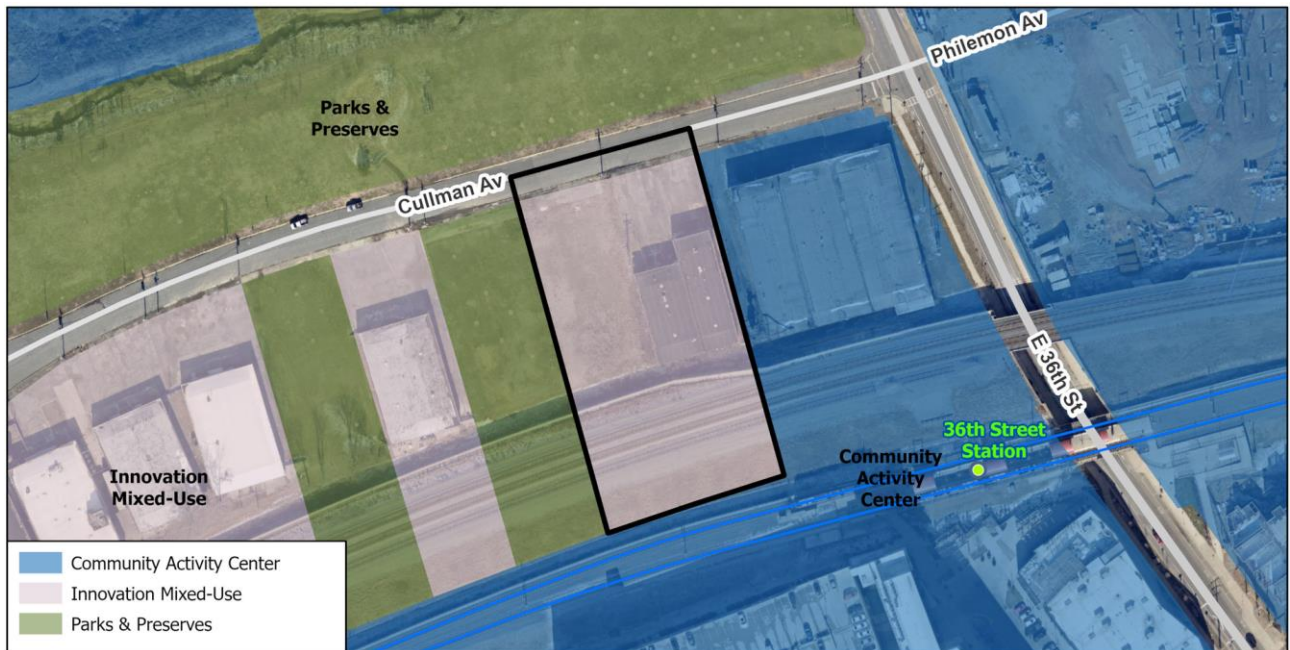 Philemon Av
Parks &
Preserves
Cullman Av
E 36th St
36th Street
Station
Community
Activity
Center
Innovation
Mixed-Use
Community Activity Center
Innovation Mixed-Use
Parks & Preserves